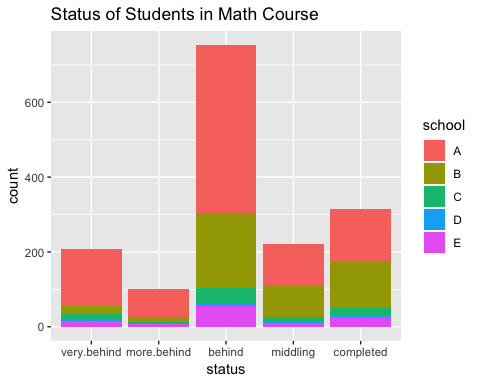 Status of Students in Math Course
count
600
400
200
0
very.behind more.behind behind middling completed
status
school
A
B
C
D
E